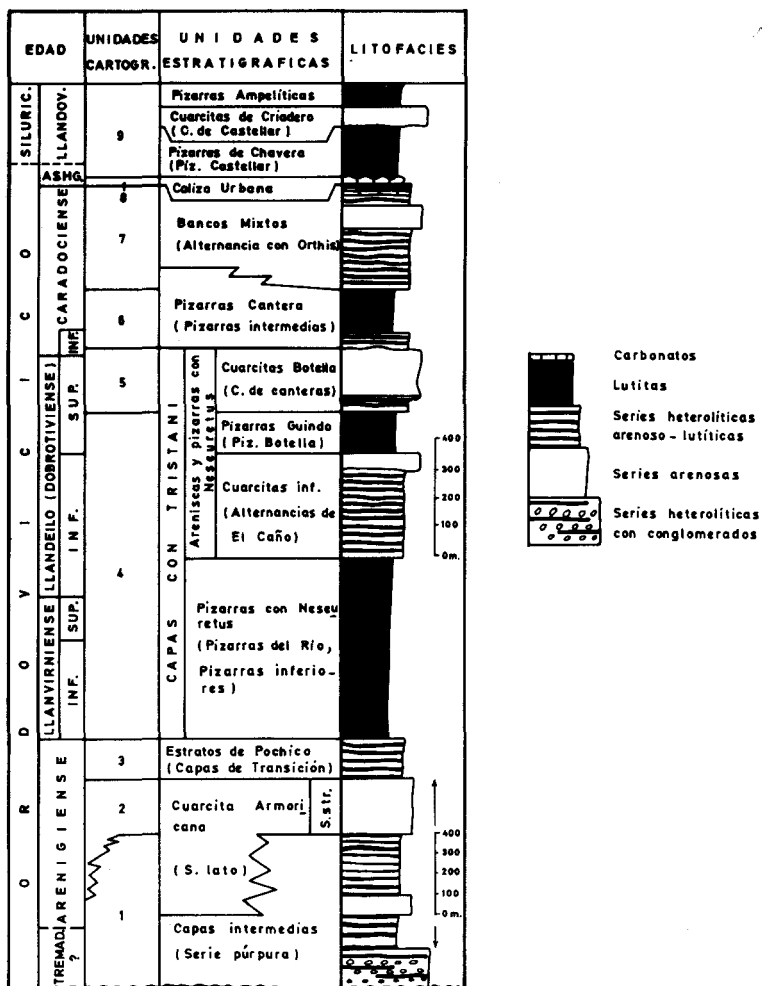 EDAD
UNIDADES
CARTOGR.
UNIDADES
ESTRATIGRAFICAS
LITOFACIES
SILURIC.
LLANDOV.
9
Pizarras Ampelíticas
Cuarcitas de Criadero
(C. de Castellar)
Pizarras de Chavera
(Piz. Castellar)
ORDOVICICO
ASHG.
8
Caliza Urbana
CARADOCIENSE
7
Bancos Mixtos
(Alternancia con Orthis)
6
Pizarras Cantera
(Pizarras intermedias)
INF.
LLANDEILO (DOBROTIVIENSE)
SUP.
INF.
5
CAPAS CON TRISTANI
Areniscas y pizarras con
Neseuretus
Cuarcitas Botella
(C. de canteras)
4
Pizarras Guindo
(Piz. Botella)
Cuarcitas inf.
(Alternancias de
El Caño)
400
300
200
100
0m.
LLANVIRNIENSE
SUP.
INF.
Pizarras con Neseu
retus
(Pizarras del Río,
Pizarras inferio-
res)
ARENIGIENSE
3
Estratos de Pochico
(Capas de Transición)
2
Cuarcita Armori
cana
S.str.
(S. lato)
400
300
200
100
0m.
1
TREMAD.
?
Capas intermedias
(Serie púrpura)
Carbonatos
Lutitas
Series heterolíticas
arenoso-lutíticas
Series arenosas
Series heterolíticas
con conglomerados